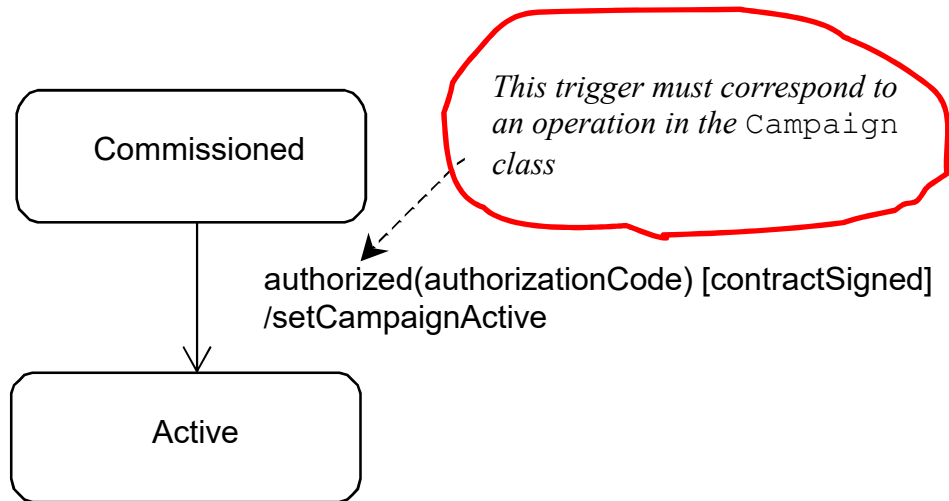 This trigger must correspond to
an operation in the Campaign
class
Commissioned
authorized(authorizationCode) [contractSigned]
/setCampaignActive
Active